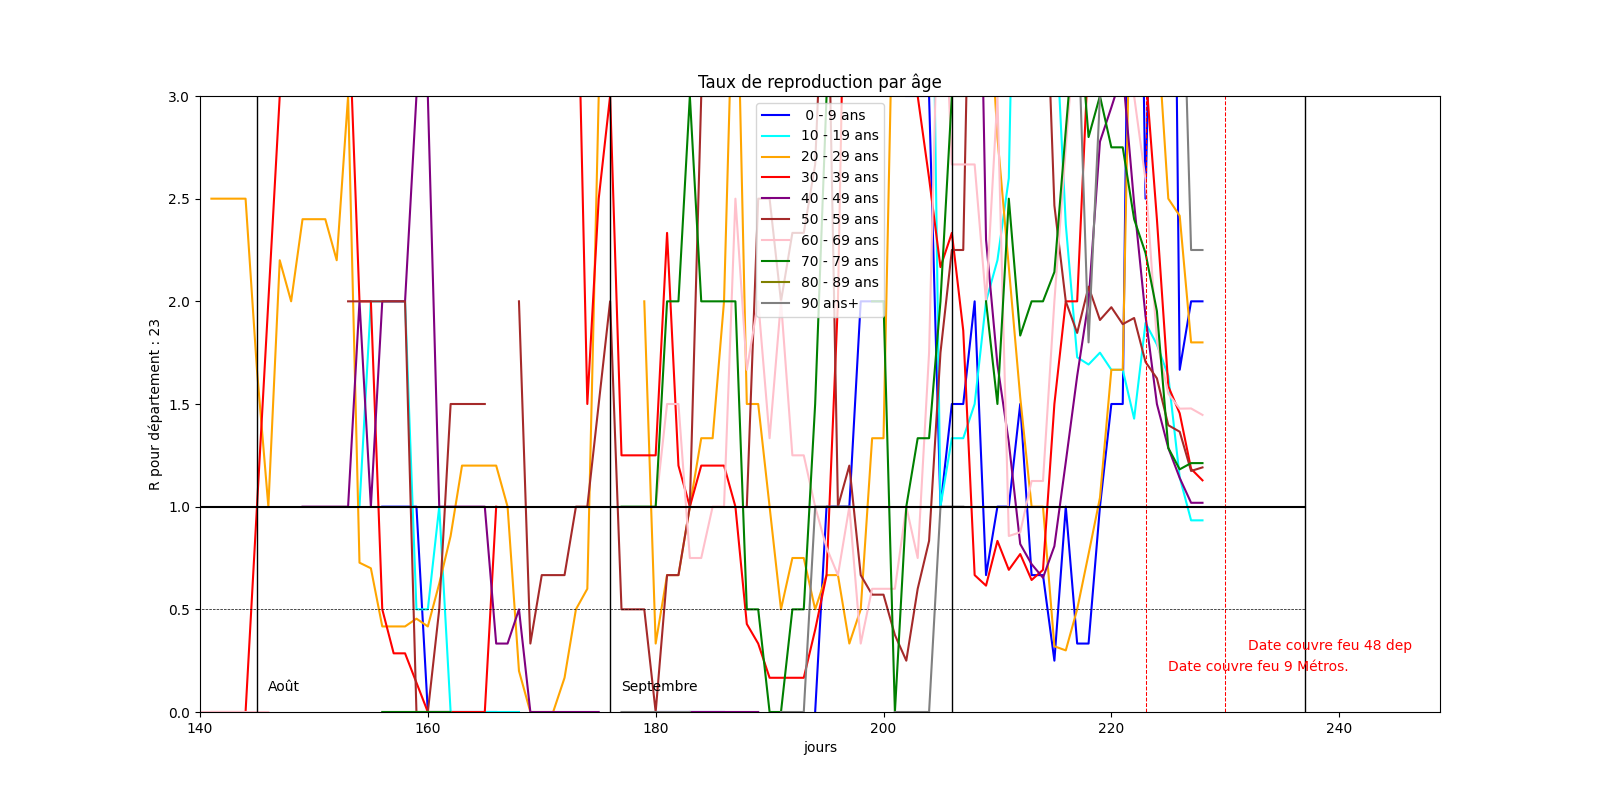 Taux de reproduction par âge
R pour département : 23
3.0
2.5
2.0
1.5
1.0
0.5
0.0
0 - 9 ans
10 - 19 ans
20 - 29 ans
30 - 39 ans
40 - 49 ans
50 - 59 ans
60 - 69 ans
70 - 79 ans
80 - 89 ans
90 ans+
Date couvre feu 48 dep
Date couvre feu 9 Métros.
Août
Septembre
140
160
180
200
220
240
jours